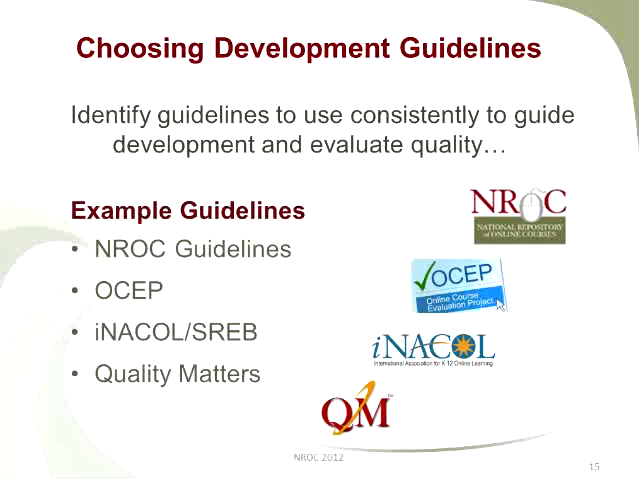 Choosing Development Guidelines
Identify guidelines to use consistently to guide
development and evaluate quality…
Example Guidelines
• NROC Guidelines
• OCEP
• iNACOL/SREB
• Quality Matters
NROC
NATIONAL REPOSITORY
of ONLINE COURSES
OCEP
Online Course
Evaluation Project
iNACOL
International Association for K-12 Online Learning
QM™
NROC 2012
15